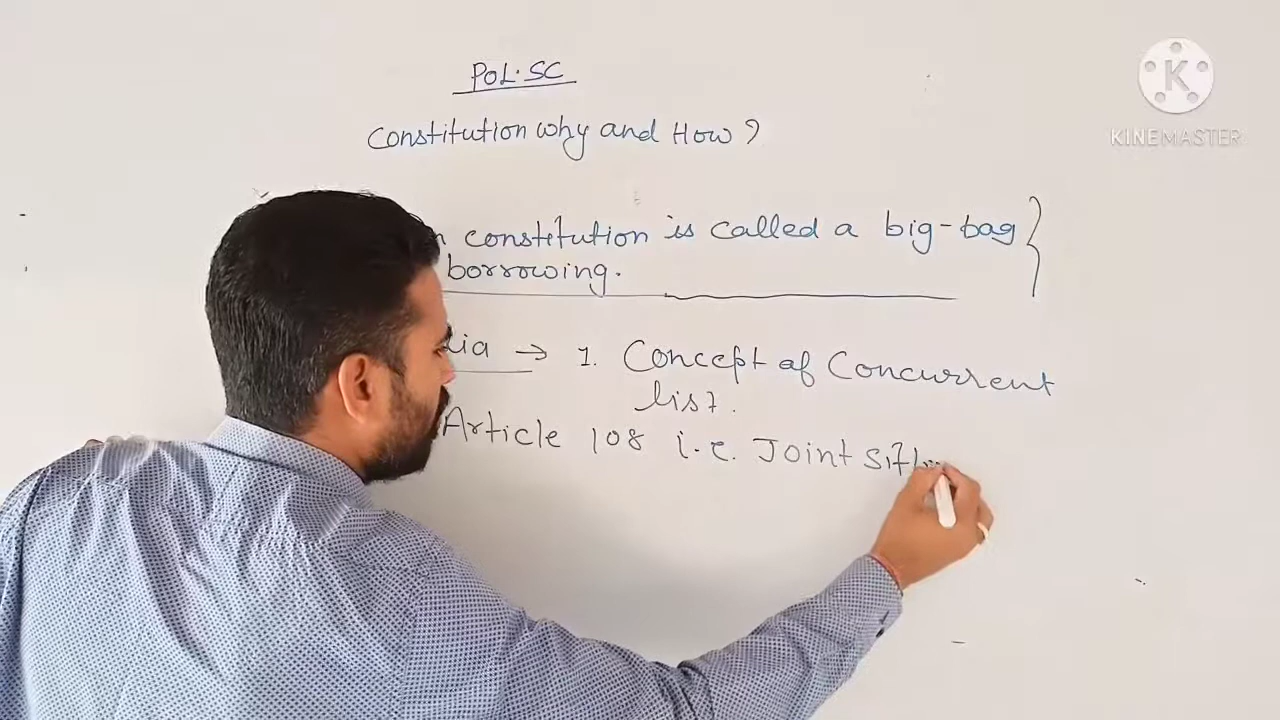 POL.SC
Constitution why and How?
constitution is called a big-bag
borrowing.
→ 1. Concept of Concurrent
list.
Article 108 i.e. Joint
KINEMASTER